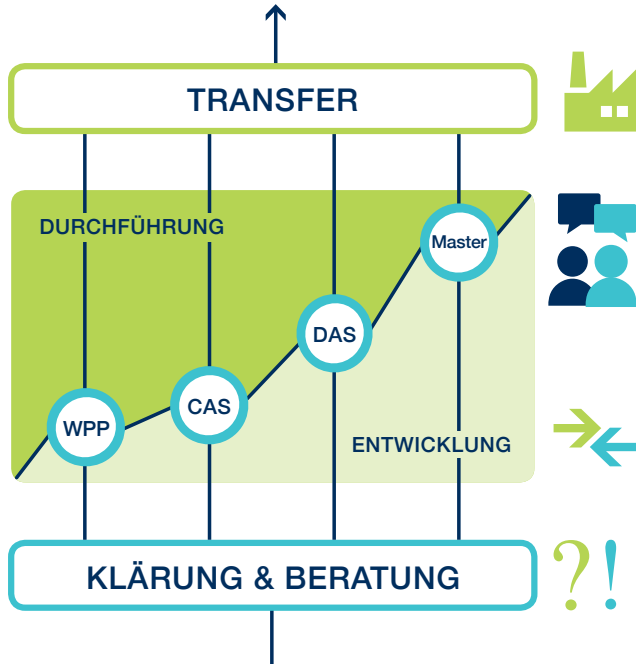 TRANSFER
DURCHFÜHRUNG
Master
DAS
CAS
WPP
ENTWICKLUNG
KLÄRUNG & BERATUNG
?!